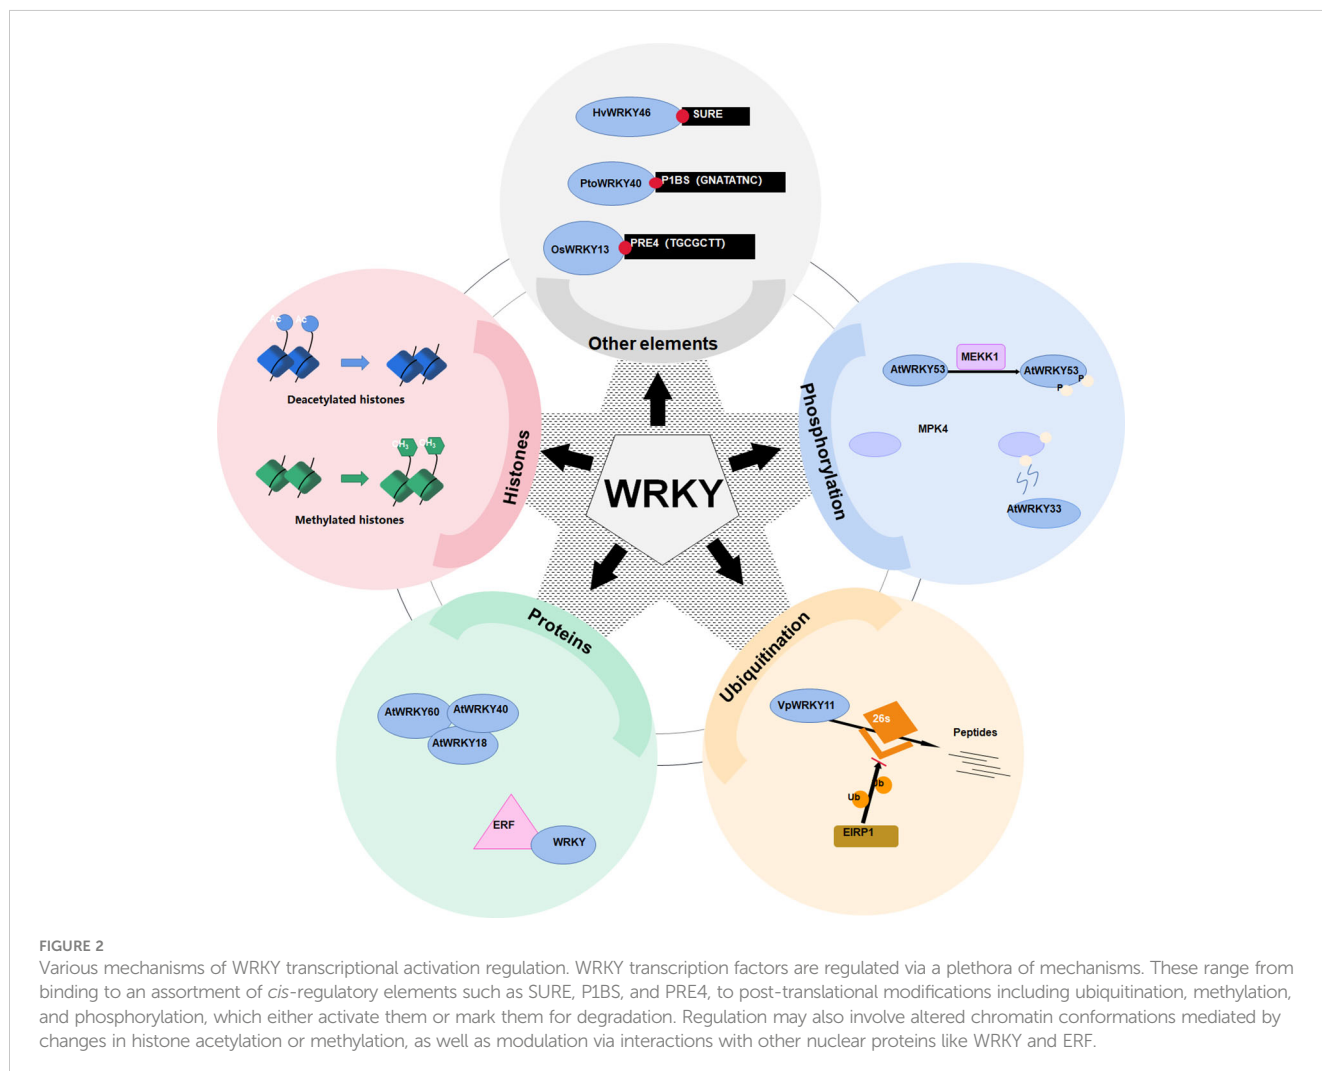 HvWRKY46
SURE
PtoWRKY40
P1BS (GNATATNC)
OsWRKY13
PRE4 (TGCGCTT)
Other elements
AC AC
Deacetylated histones
CH3 CH3
Methylated histones
Histones
WRKY
Phosphorylation
MEKK1
AtWRKY53
AtWRKY53
P
P
MPK4
AtWRKY33
Proteins
AtWRKY60
AtWRKY40
AtWRKY18
ERF
WRKY
Ubiquitination
VpWRKY11
26s
Peptides
Ub
Ub
EIRP1
FIGURE 2
Various mechanisms of WRKY transcriptional activation regulation. WRKY transcription factors are regulated via a plethora of mechanisms. These range from
binding to an assortment of cis-regulatory elements such as SURE, P1BS, and PRE4, to post-translational modifications including ubiquitination, methylation,
and phosphorylation, which either activate them or mark them for degradation. Regulation may also involve altered chromatin conformations mediated by
changes in histone acetylation or methylation, as well as modulation via interactions with other nuclear proteins like WRKY and ERF.